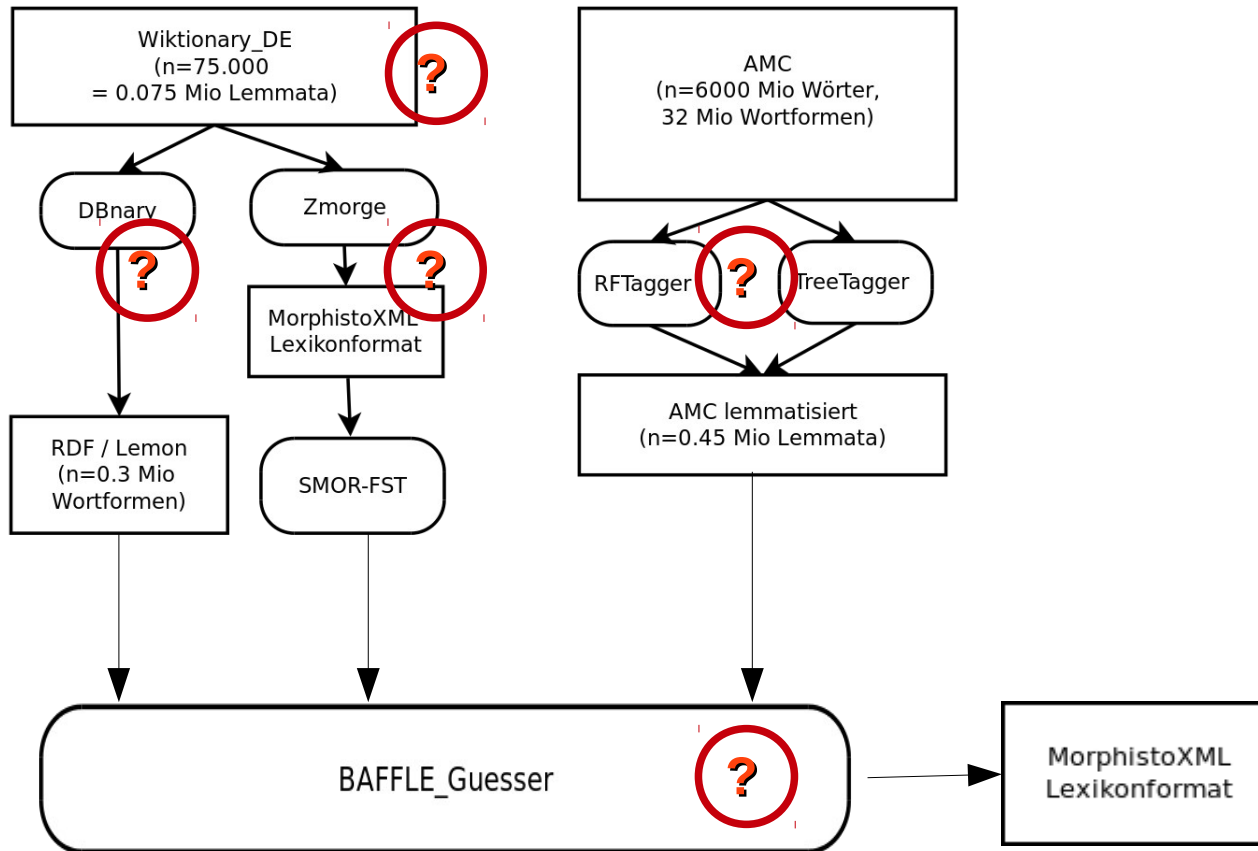 Wiktionary_DE
(n=75.000
= 0.075 Mio Lemmata)
?
AMC
(n=6000 Mio Wörter,
32 Mio Wortformen)
DBnary
?
Zmorge
?
RFTagger
?
TreeTagger
MorphistoXML
Lexikonformat
AMC lemmatisiert
(n=0.45 Mio Lemmata)
RDF / Lemon
(n=0.3 Mio
Wortformen)
SMOR-FST
BAFFLE_Guesser
?
MorphistoXML
Lexikonformat